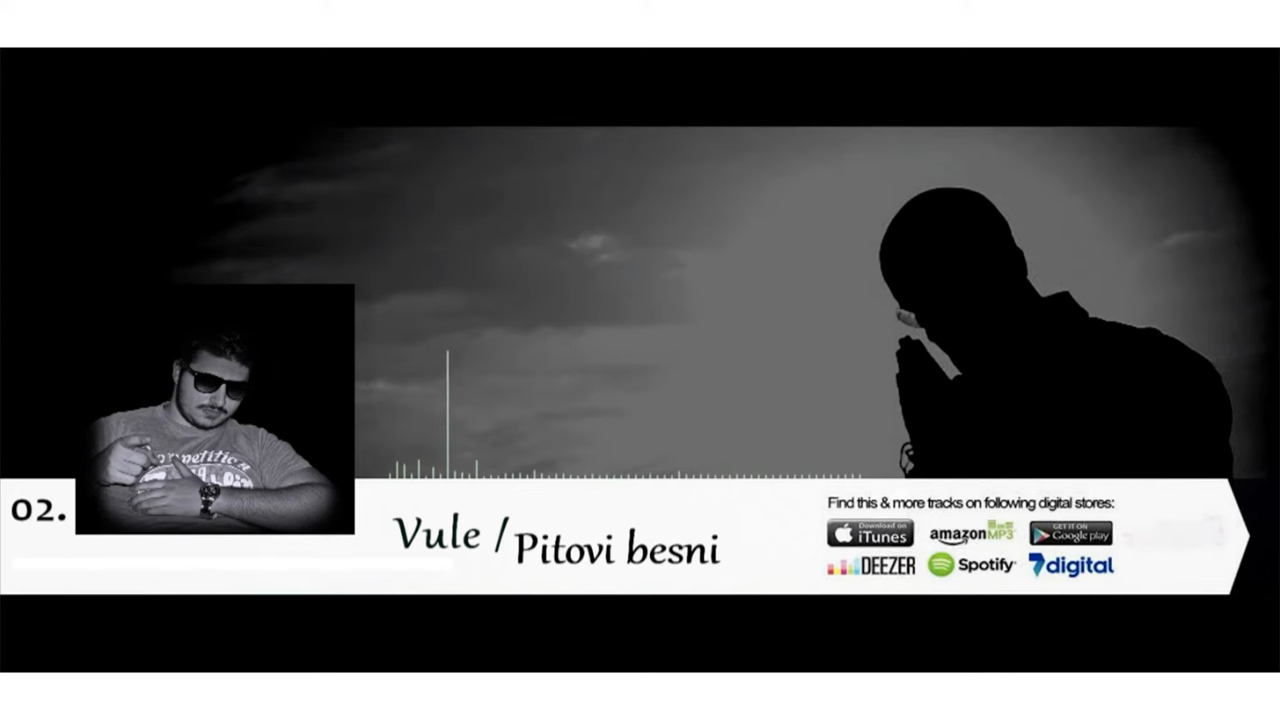 02.
Vule / Pitovi besni
Find this & more tracks on following digital stores:
Download on
iTunes
amazonMP3
GET IT ON
Google play
DEEZER
Spotify
7digital